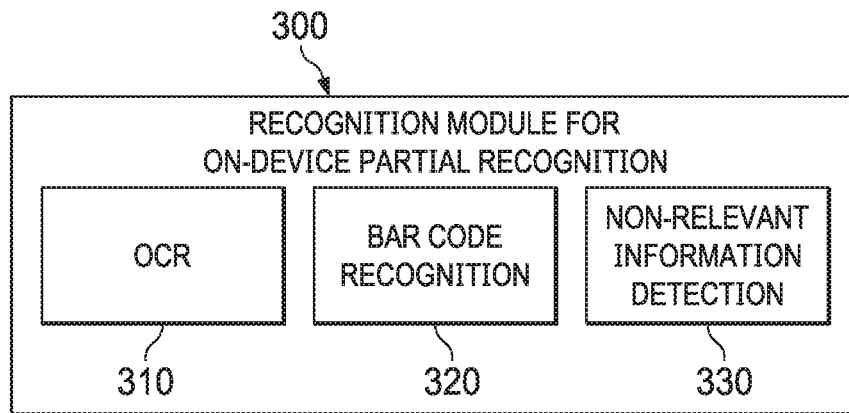 300
RECOGNITION MODULE FOR
ON-DEVICE PARTIAL RECOGNITION
OCR
BAR CODE
RECOGNITION
NON-RELEVANT
INFORMATION
DETECTION
310
320
330